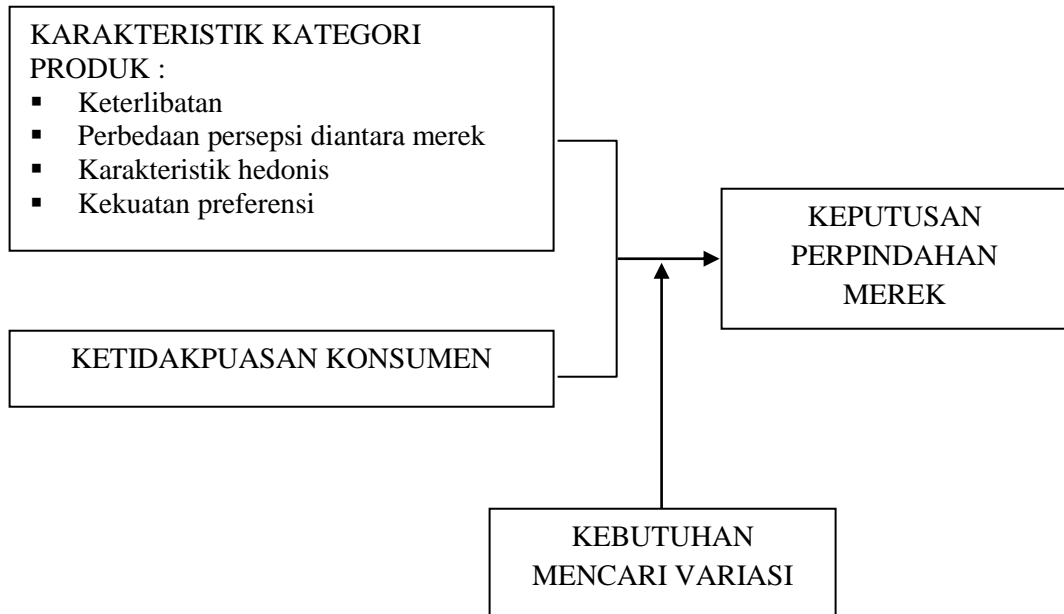 KARAKTERISTIK KATEGORI
PRODUK :
▪ Keterlibatan
▪ Perbedaan persepsi diantara merek
▪ Karakteristik hedonis
▪ Kekuatan preferensi
KEPUTUSAN
PERPINDAHAN
MEREK
KETIDAKPUASAN KONSUMEN
KEBUTUHAN
MENCARI VARIASI